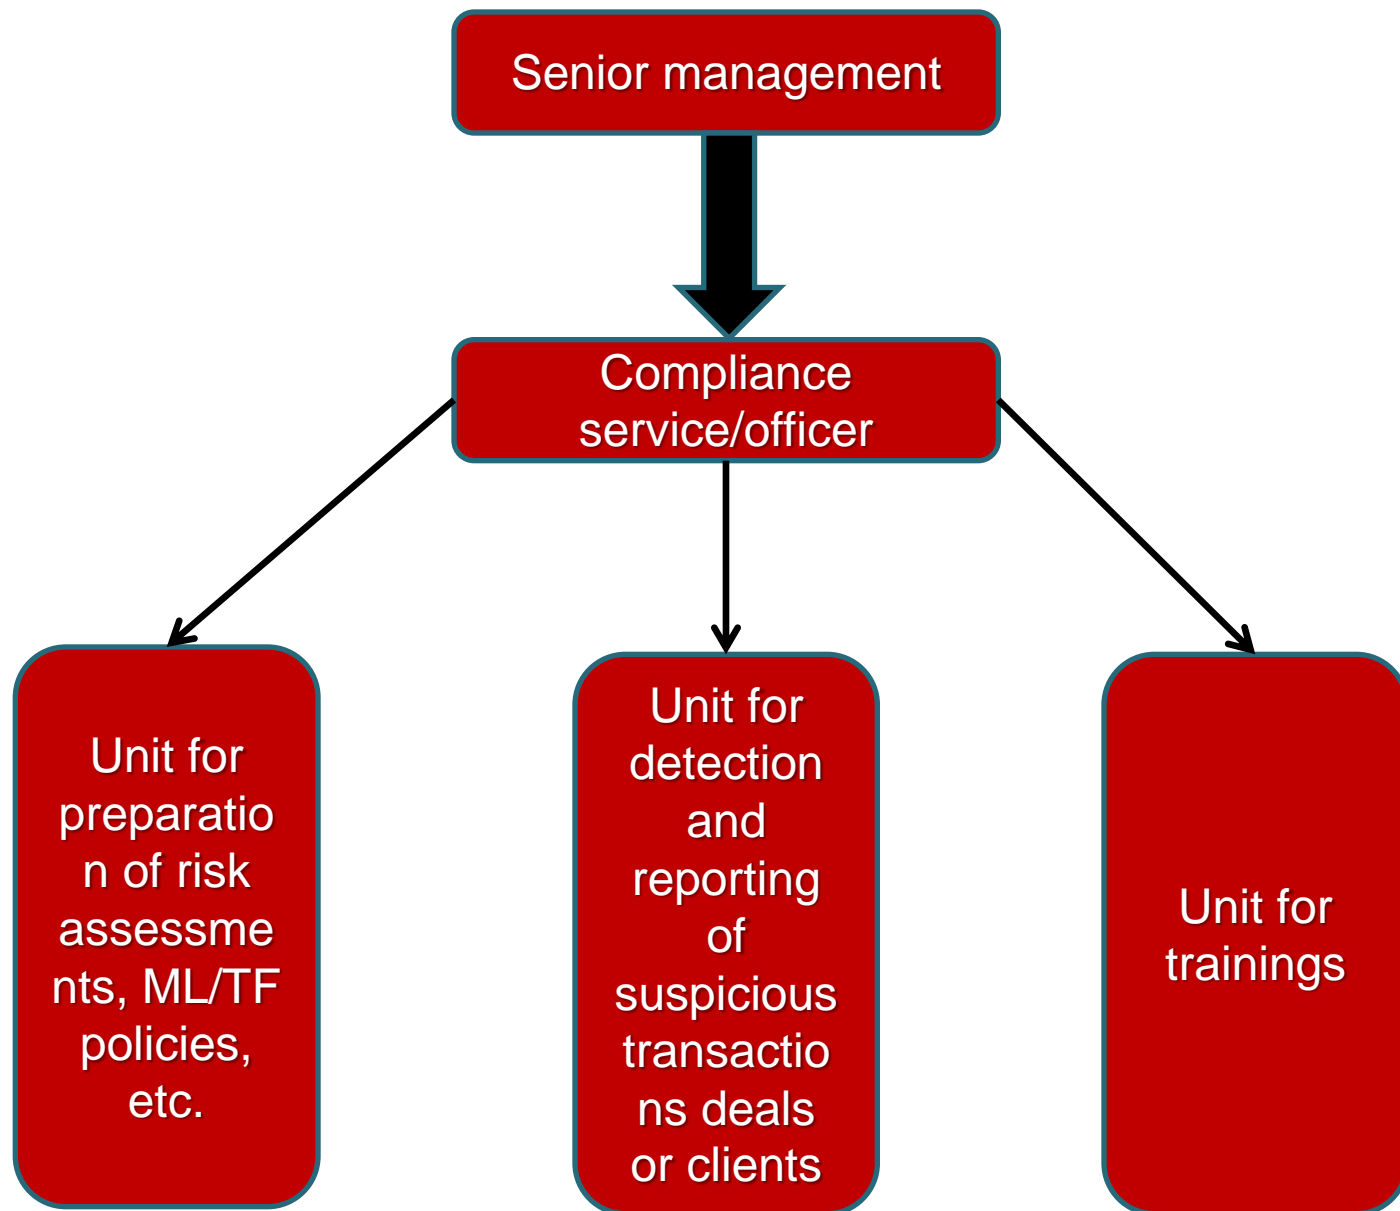 Senior management
Compliance
service/officer
Unit for
preparatio
n of risk
assessme
nts, ML/TF
policies,
etc.
Unit for
detection
and
reporting
of
suspicious
transactio
ns deals
or clients
Unit for
trainings